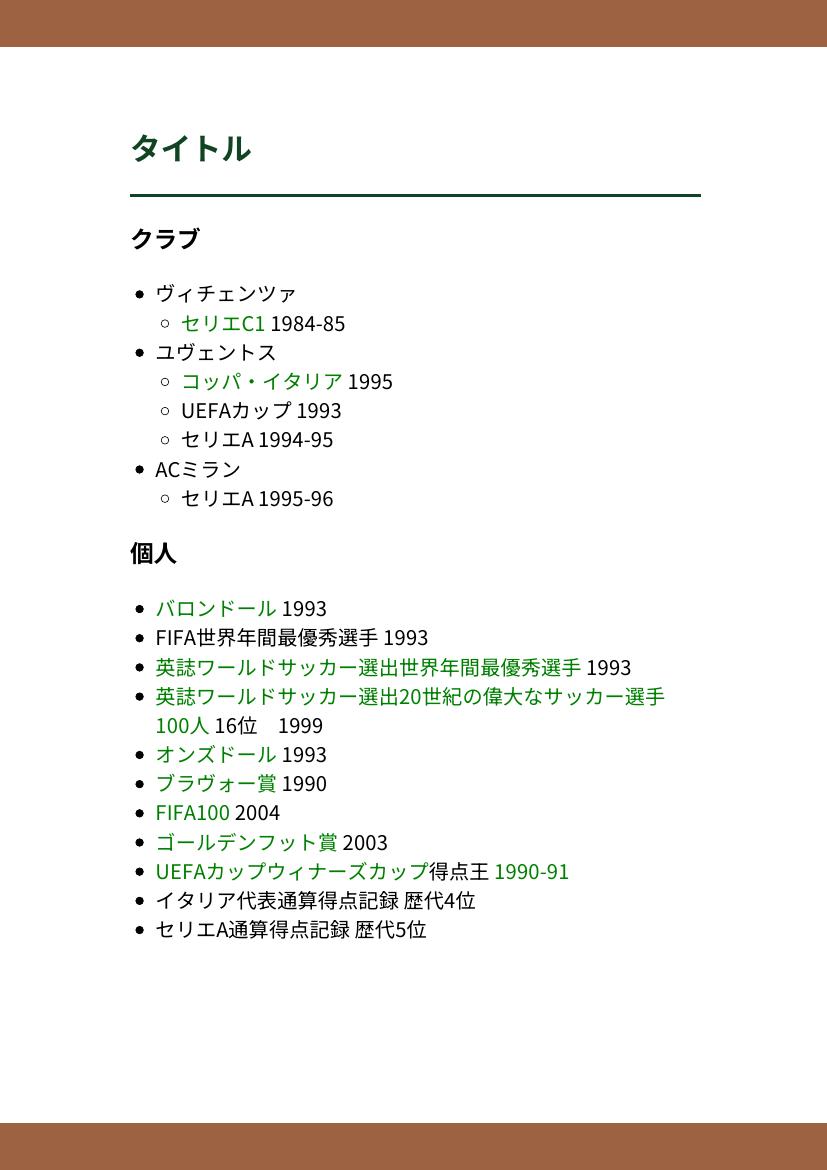 タイトル
クラブ
ヴィチェンツァ
セリエC1 1984-85
ユヴェントス
コッパ・イタリア 1995
UEFAカップ 1993
セリエA 1994-95
ACミラン
セリエA 1995-96
個人
バロンドール 1993
FIFA世界年間最優秀選手 1993
英誌ワールドサッカー選出世界年間最優秀選手 1993
英誌ワールドサッカー選出20世紀の偉大なサッカー選手
100人 16位　1999
オンズドール 1993
ブラヴォー賞 1990
FIFA100 2004
ゴールデンフット賞 2003
UEFAカップウィナーズカップ得点王 1990-91
イタリア代表通算得点記録 歴代4位
セリエA通算得点記録 歴代5位